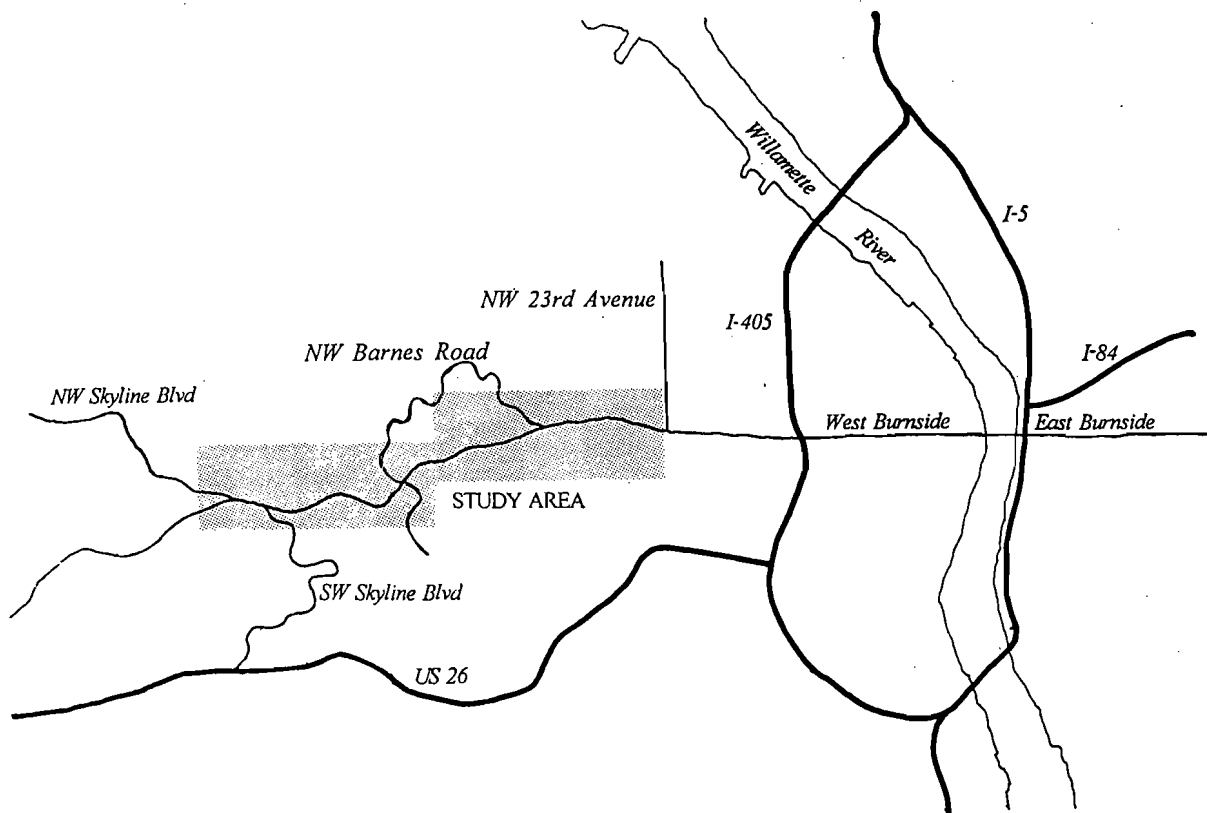 Willamette
River
I-5
NW 23rd Avenue
I-405
NW Barnes Road
I-84
NW Skyline Blvd
West Burnside
East Burnside
STUDY AREA
SW Skyline Blvd
US 26